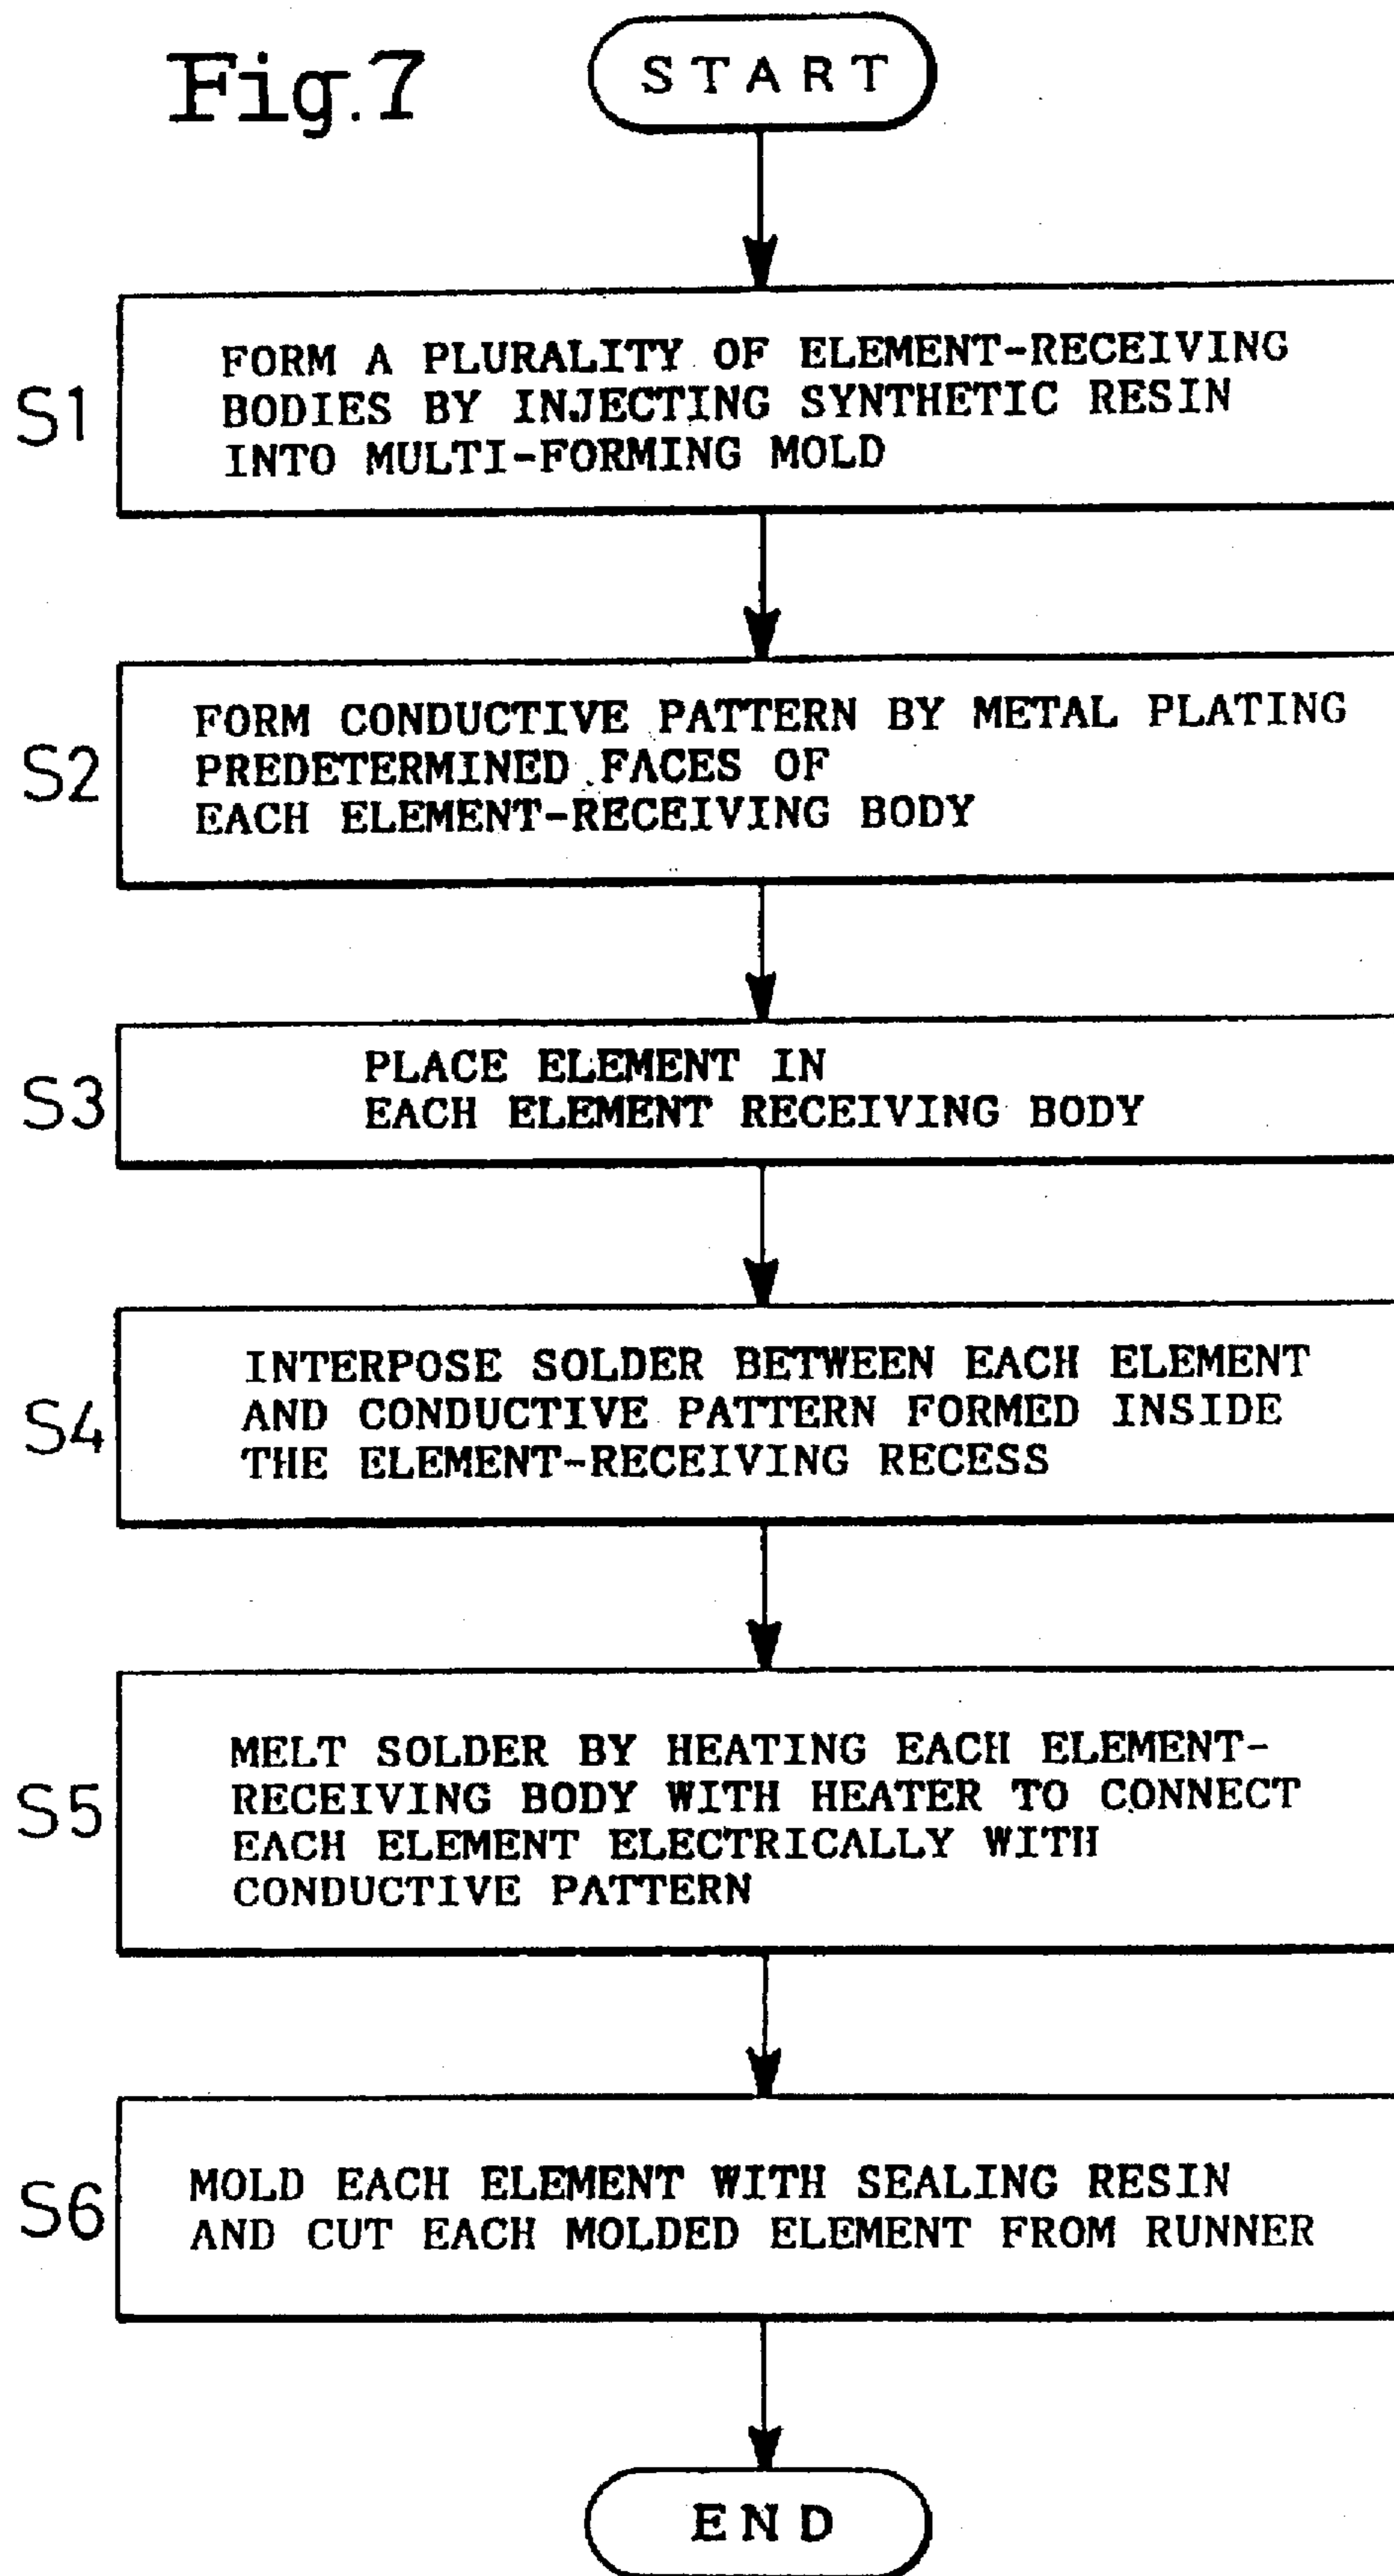 Fig.7
START
S1
FORM A PLURALITY OF ELEMENT-RECEIVING
BODIES BY INJECTING SYNTHETIC RESIN
INTO MULTI-FORMING MOLD
S2
FORM CONDUCTIVE PATTERN BY METAL PLATING
PREDETERMINED FACES OF
EACH ELEMENT-RECEIVING BODY
S3
PLACE ELEMENT IN
EACH ELEMENT RECEIVING BODY
S4
INTERPOSE SOLDER BETWEEN EACH ELEMENT
AND CONDUCTIVE PATTERN FORMED INSIDE
THE ELEMENT-RECEIVING RECESS
S5
MELT SOLDER BY HEATING EACH ELEMENT-
RECEIVING BODY WITH HEATER TO CONNECT
EACH ELEMENT ELECTRICALLY WITH
CONDUCTIVE PATTERN
S6
MOLD EACH ELEMENT WITH SEALING RESIN
AND CUT EACH MOLDED ELEMENT FROM RUNNER
END